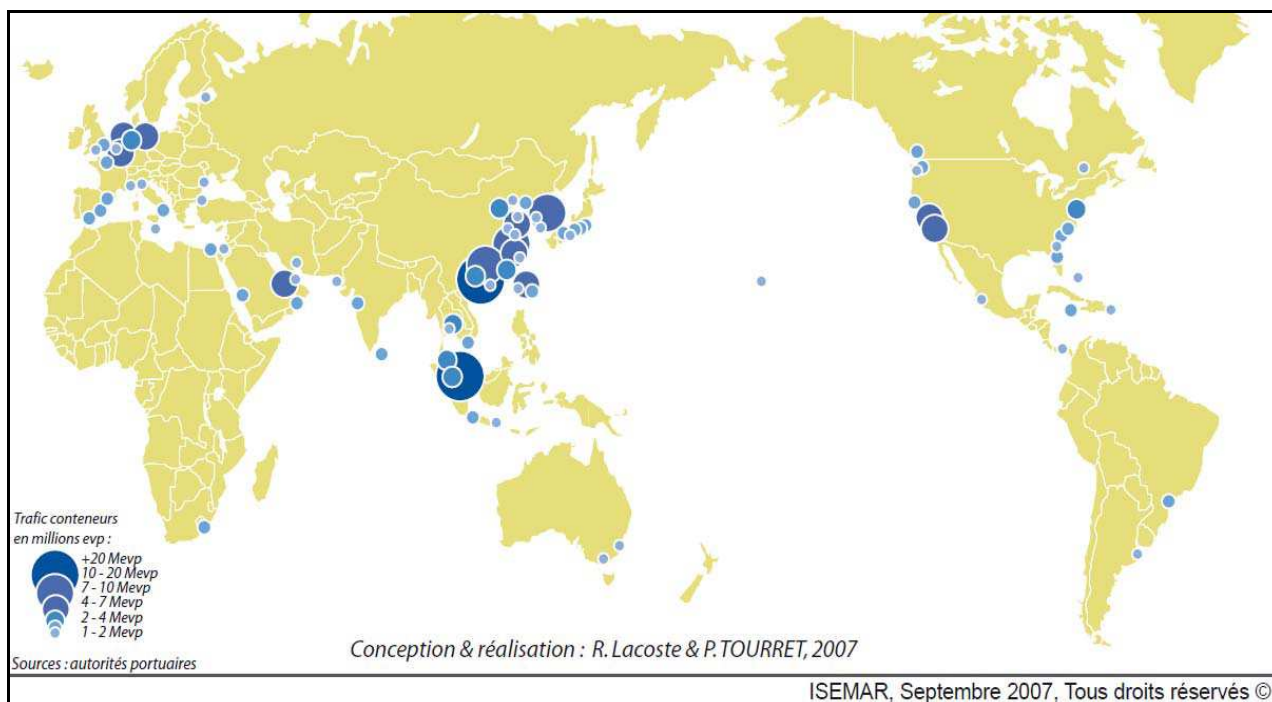 Trafic conteneurs
en millions evp :
+20 Mevp
10 - 20 Mevp
7 - 10 Mevp
4 - 7 Mevp
2 - 4 Mevp
1 - 2 Mevp
Sources : autorités portuaires
Conception & réalisation : R. Lacoste & P. TOURRET, 2007
ISEMAR, Septembre 2007, Tous droits réservés ©